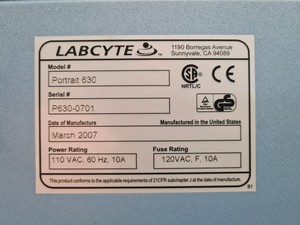 LABCYTE™
1190 Borregas Avenue
Sunnyvale, CA 94089
Model #
Portrait 630
SA®
NRTL/C
Serial #
P630-0701
Date of Manufacture
Manufactured in the United States
March 2007
Power Rating
Fuse Rating
110 VAC, 60 Hz, 10A
120VAC, F, 10A
This product conforms to the applicable requirements of 21CFR subchapter J at the date of manufacture.